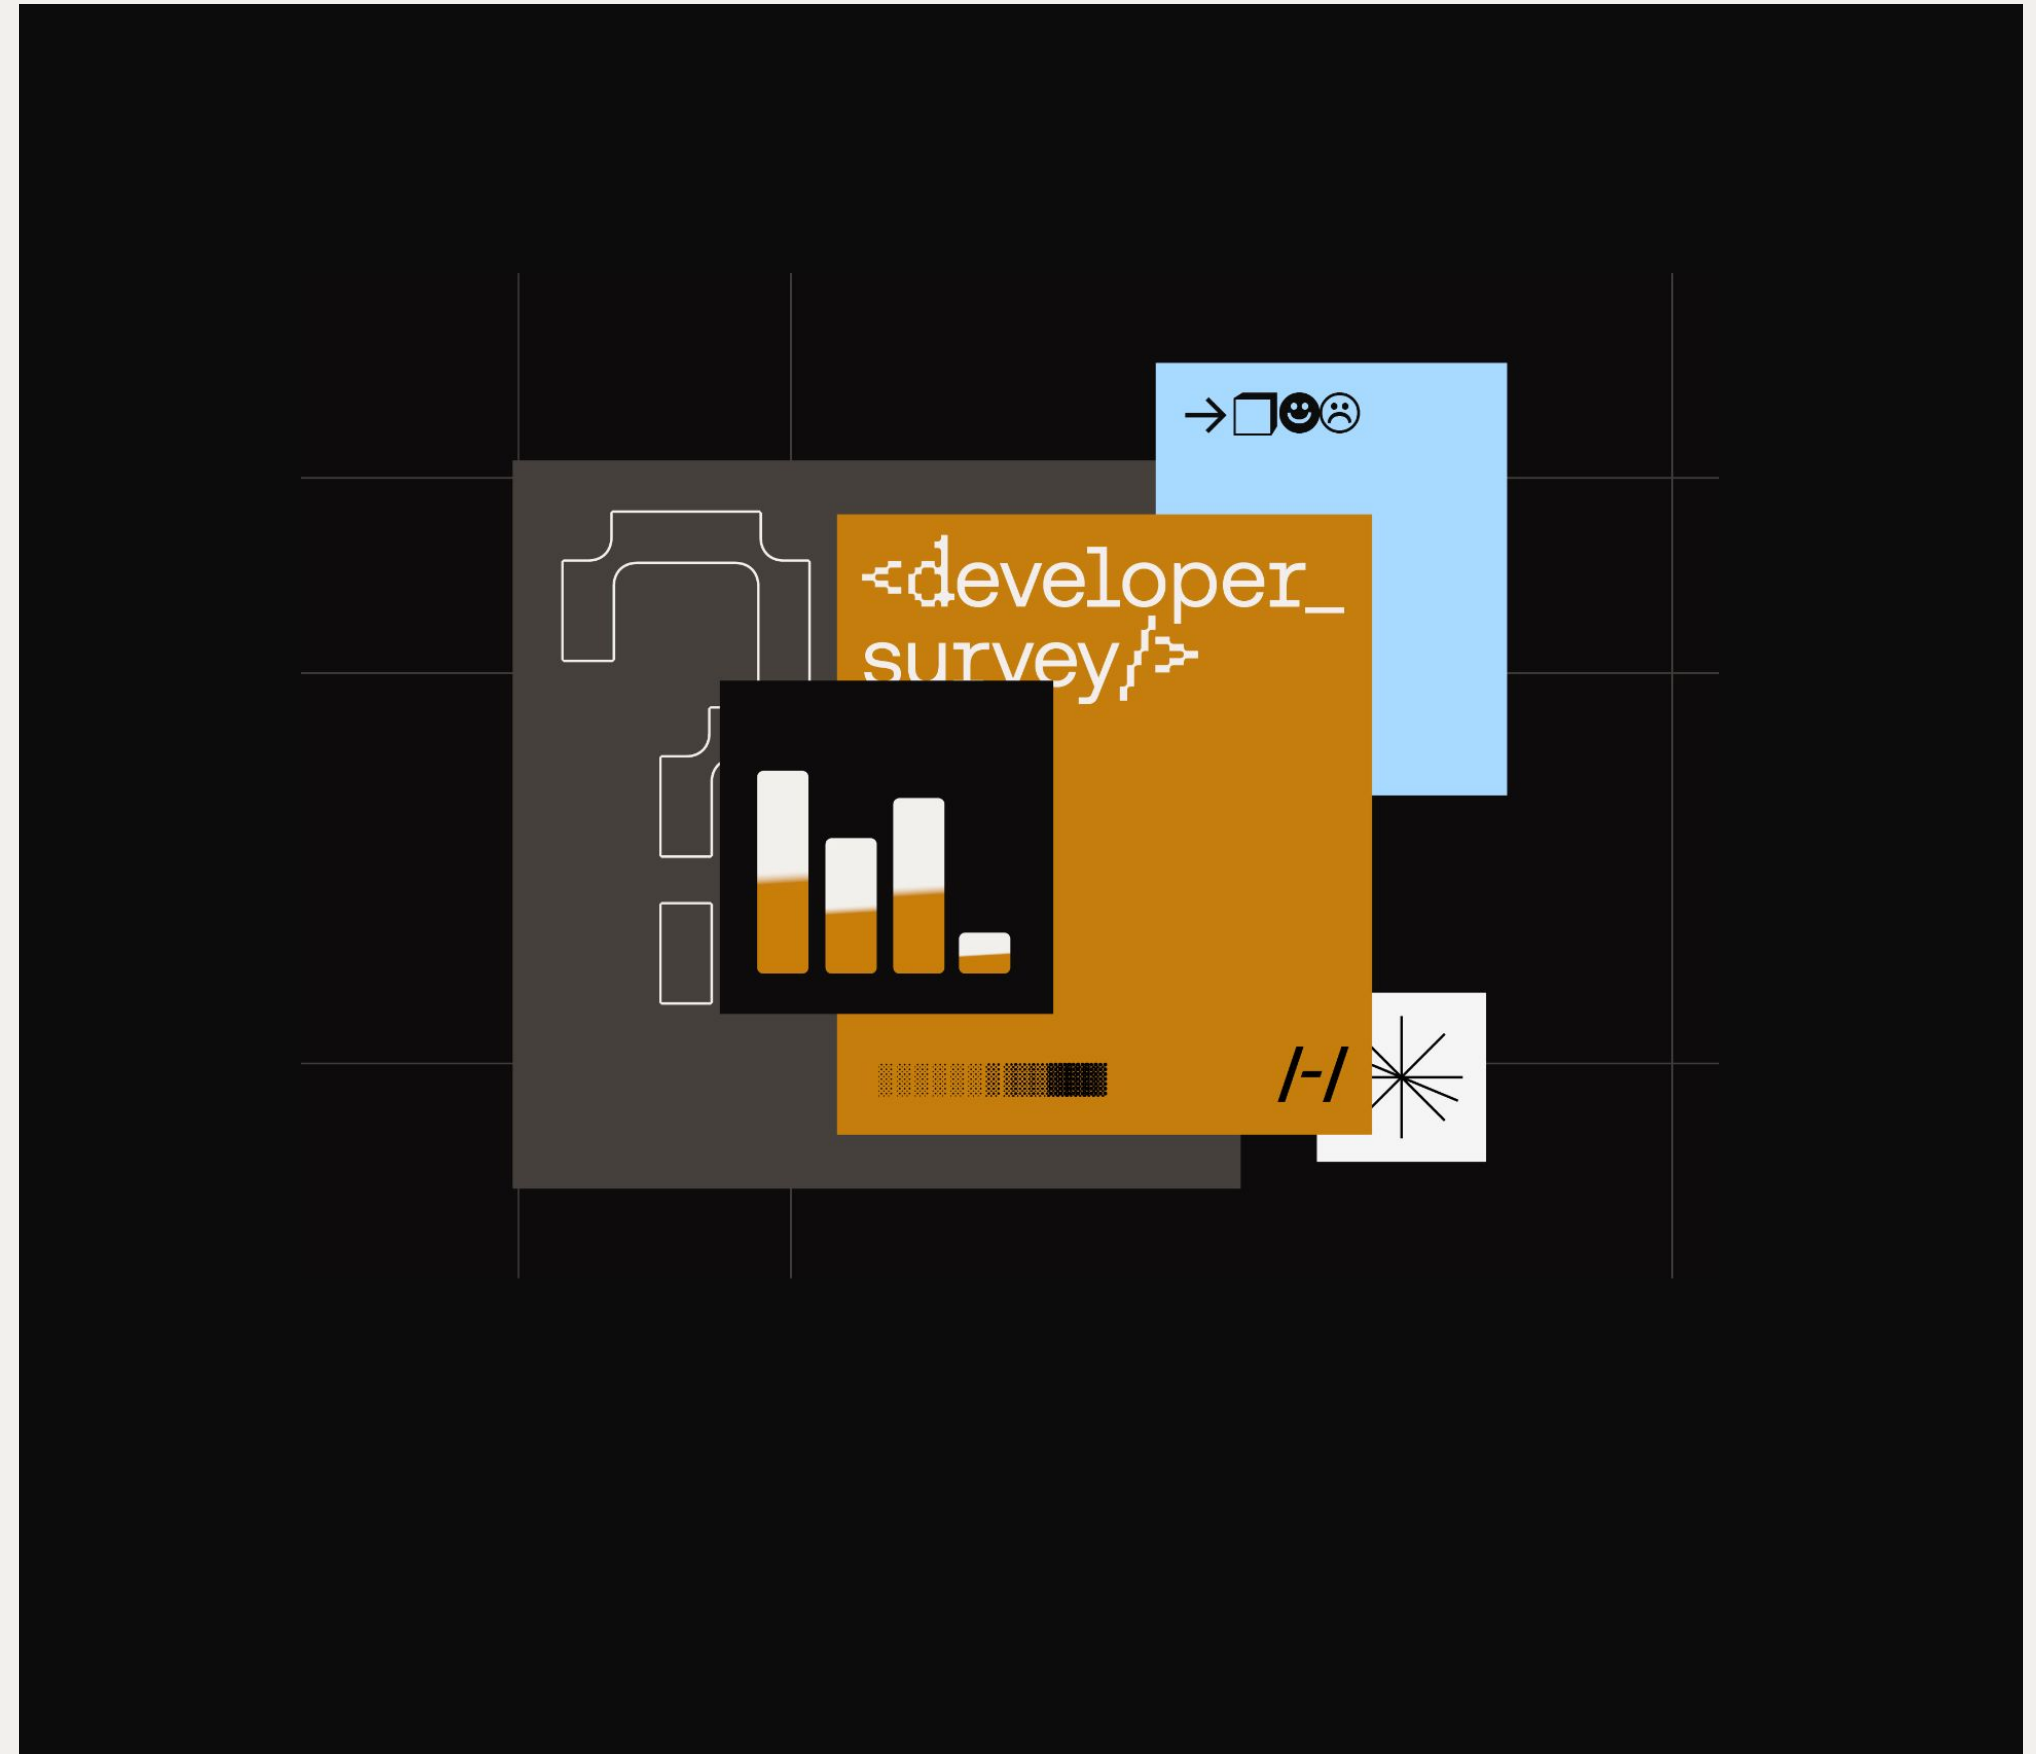 →❒☻☹
<developer_
survey/>
/-/